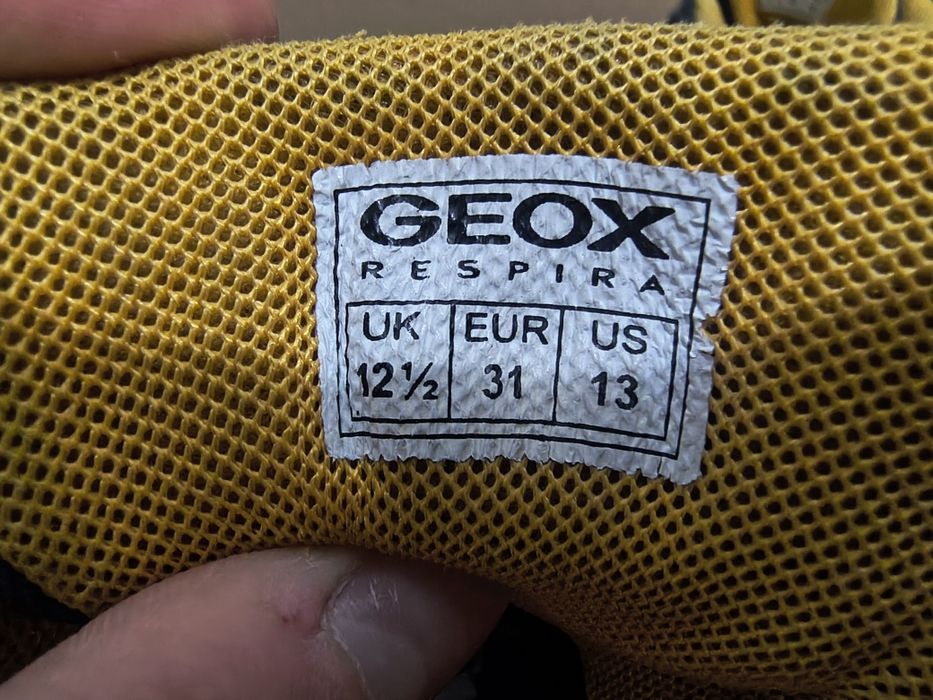 GEOX
RESPIRA
UK EUR US
12½ 31 13